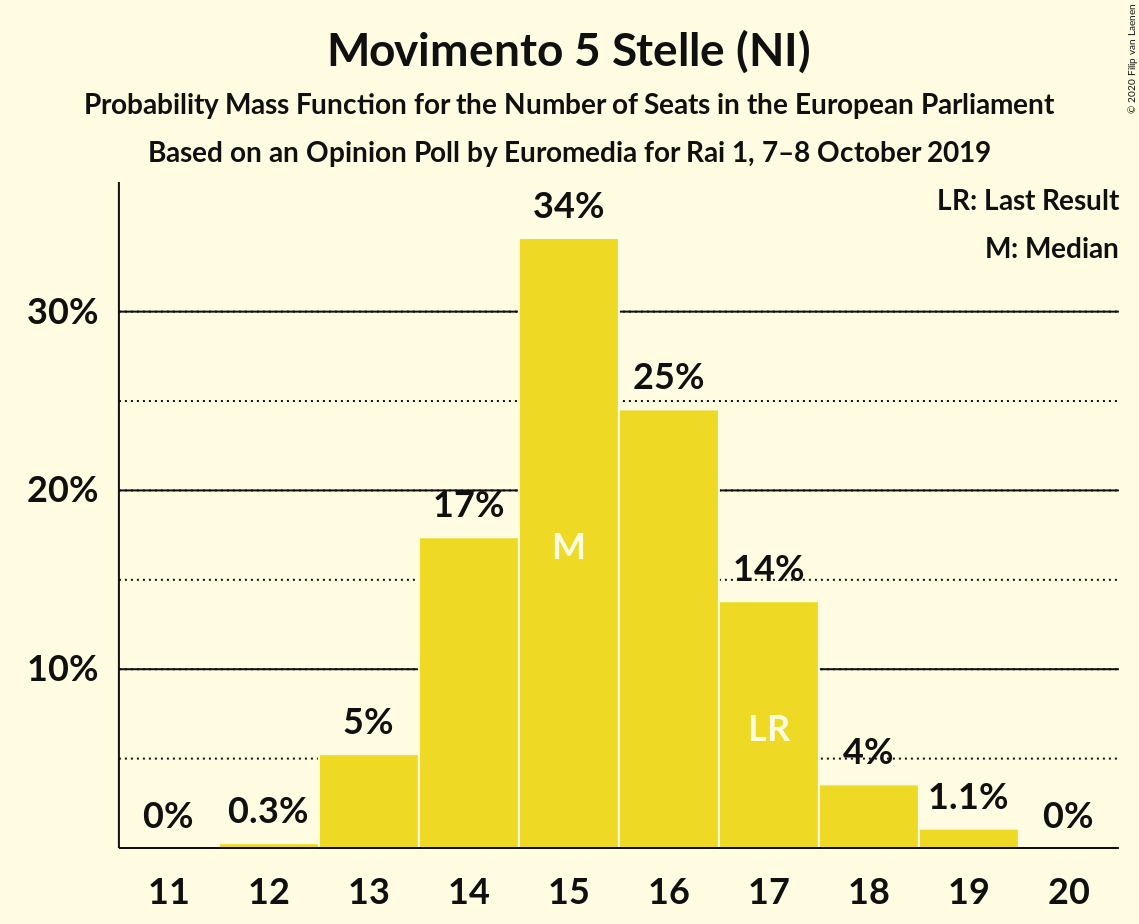 Movimento 5 Stelle (NI)
Probability Mass Function for the Number of Seats in the European Parliament
Based on an Opinion Poll by Euromedia for Rai 1, 7–8 October 2019
© 2020 Filip van Laenen
LR: Last Result
M: Median
34%
30%
25%
20%
17%
M
14%
10%
LR
5%
4%
0%
0.3%
1.1%
0%
11 12 13 14 15 16 17 18 19 20